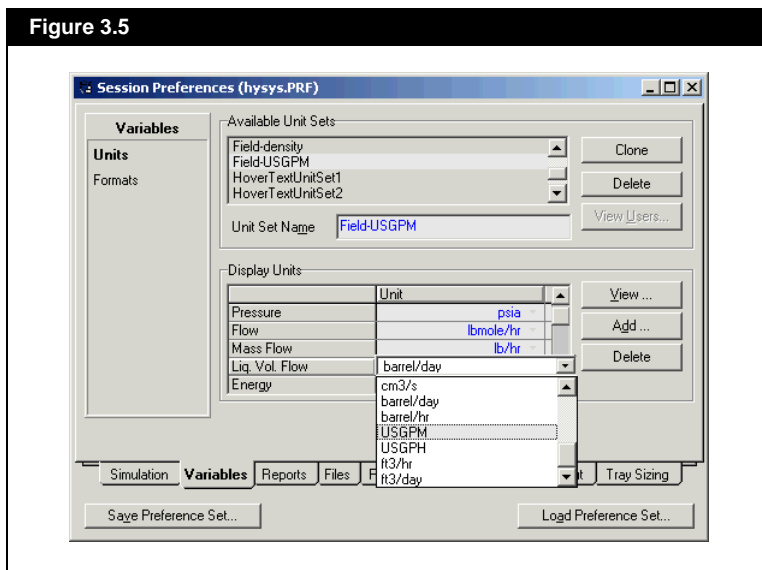 Figure 3.5
Session Preferences (hysys.PRF)
Variables
Units
Formats
Available Unit Sets
Field-density
Field-USGPM
HoverTextUnitSet1
HoverTextUnitSet2
Unit Set Name Field-USGPM
Clone
Delete
View Users...
Display Units
Unit
Pressure psia
Flow lbmole/hr
Mass Flow lb/hr
Liq. Vol. Flow barrel/day
Energy
cm3/s
barrel/day
barrel/hr
USGPM
USGPH
ft3/hr
ft3/day
View ...
Add ...
Delete
Simulation Variables Reports Files Tray Sizing
Save Preference Set... Load Preference Set...